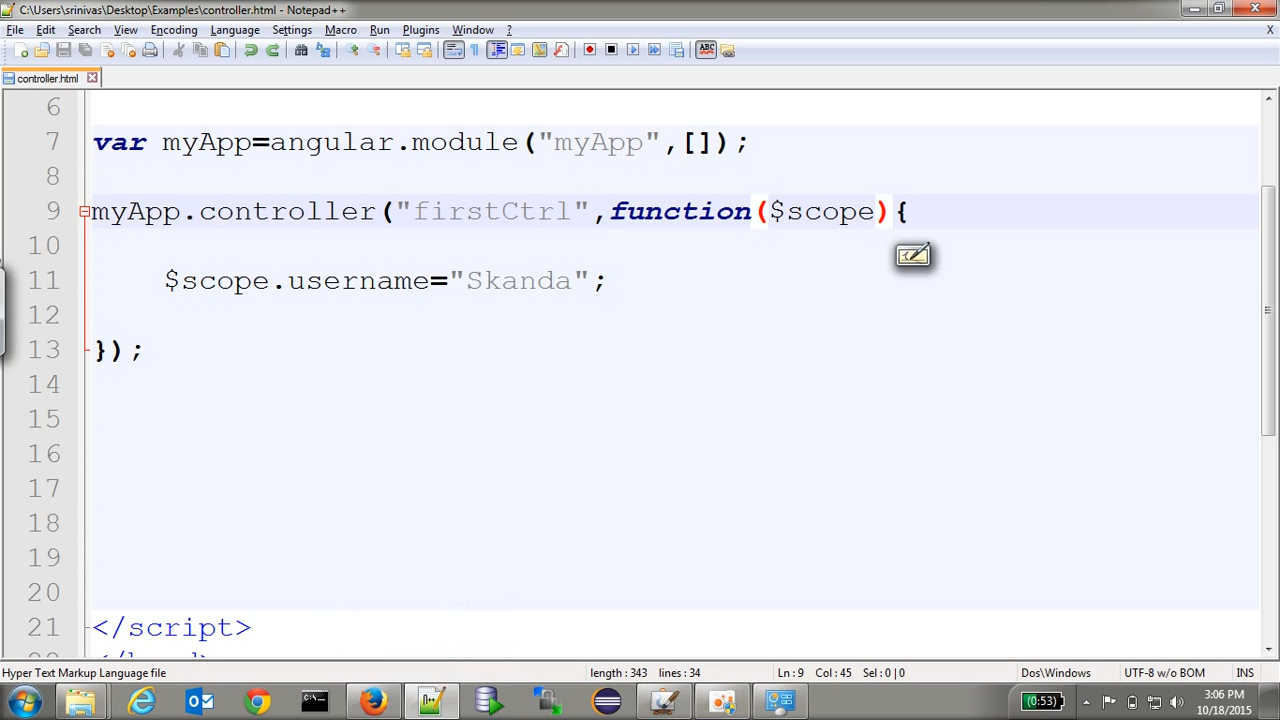 C:\Users\srinivas\Desktop\Examples\controller.html - Notepad++
File Edit Search View Encoding Language Settings Macro Run Plugins Window ? X
controller.html
6
7 var myApp=angular.module("myApp",[]);
8
9 myApp.controller("firstCtrl",function($scope){
10
11 $scope.username="Skanda";
12
13 });
14
15
16
17
18
19
20
21 </script>
Hyper Text Markup Language file length : 343 lines : 34 Ln : 9 Col : 45 Sel : 0 | 0 Dos\Windows UTF-8 w/o BOM INS
(0:53) 3:06 PM
10/18/2015